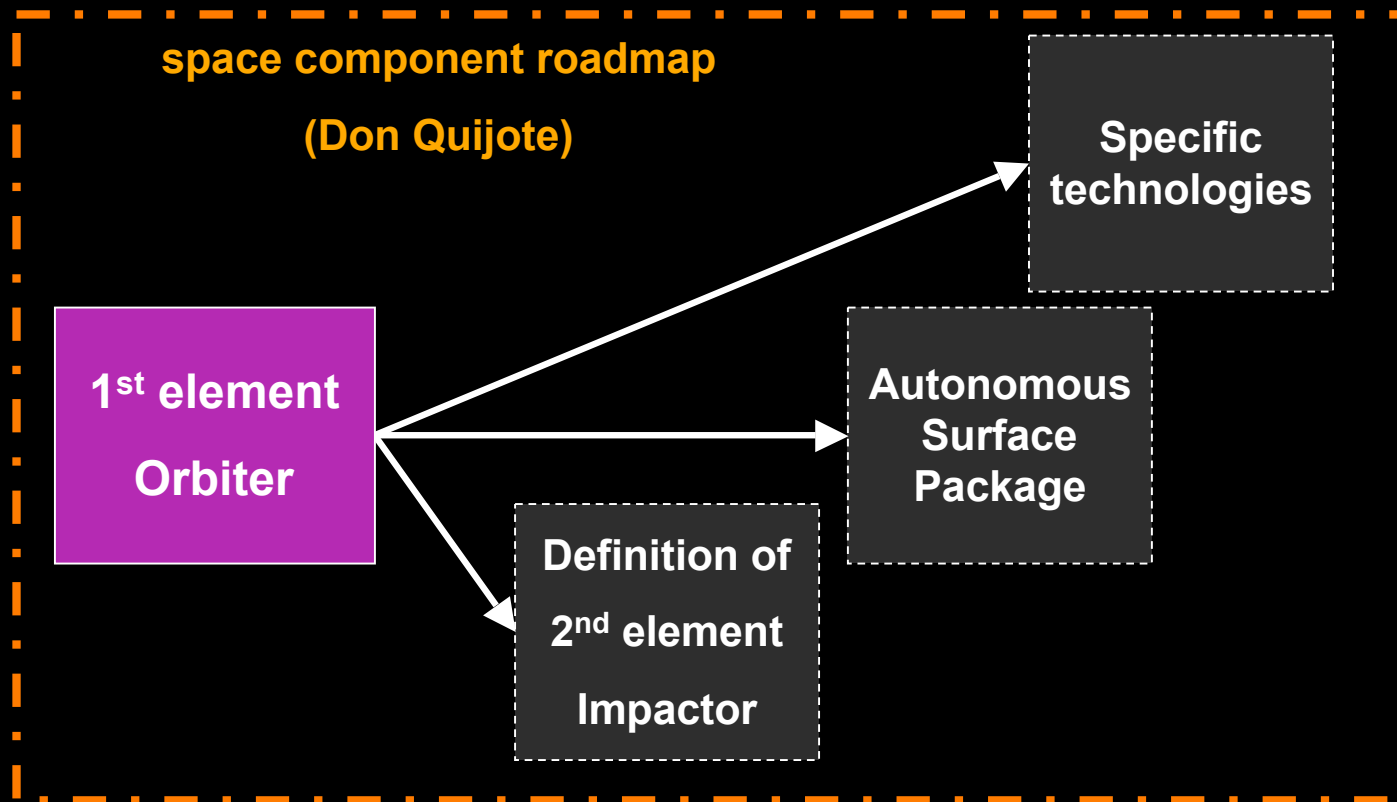 space component roadmap
(Don Quijote)
Specific
technologies
1st element
Orbiter
Autonomous
Surface
Package
Definition of
2nd element
Impactor